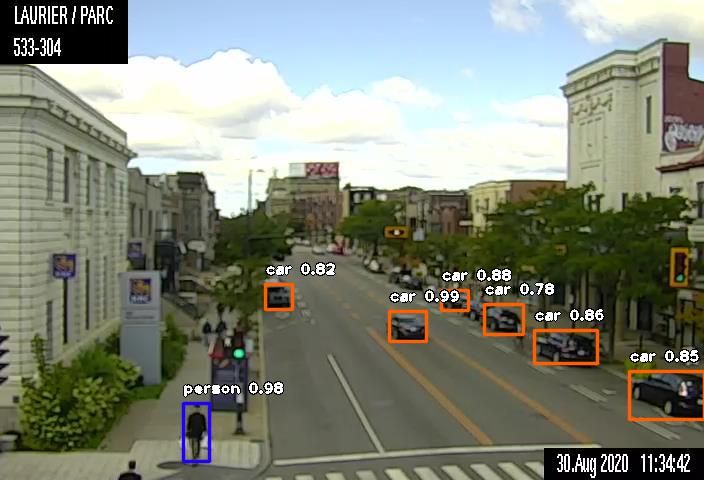 LAURIER / PARC
533-304
car 0.82
car 0.88
car 0.78
car 0.99
car 0.86
car 0.85
person 0.98
RBC
30.Aug 2020 11:34:42